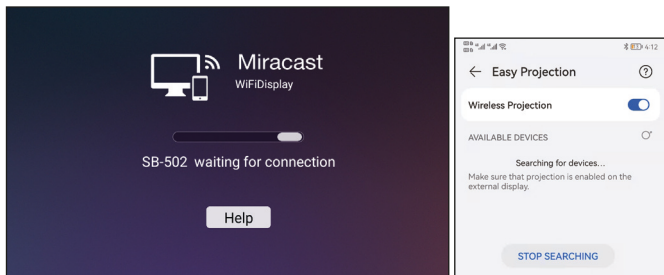 Miracast
WiFiDisplay
SB-502 waiting for connection
Help
4:12
Easy Projection
Wireless Projection
AVAILABLE DEVICES
Searching for devices...
Make sure that projection is enabled on the
external display.
STOP SEARCHING